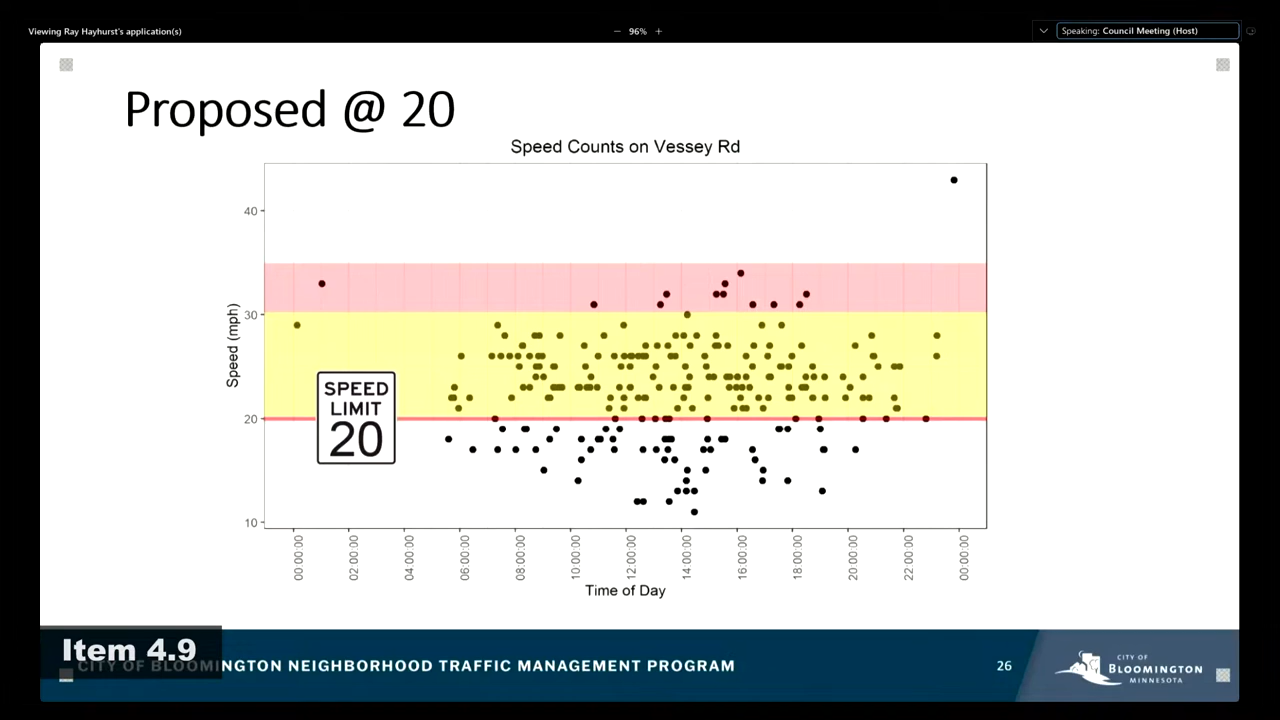 Viewing Ray Hayhurst's application(s)
− 96% +
Speaking: Council Meeting (Host)
Proposed @ 20
Speed Counts on Vessey Rd
40
30
20
10
Speed (mph)
SPEED
LIMIT
20
00:00:00
02:00:00
04:00:00
06:00:00
08:00:00
10:00:00
12:00:00
14:00:00
16:00:00
18:00:00
20:00:00
22:00:00
00:00:00
Time of Day
Item 4.9
CITY OF BLOOMINGTON NEIGHBORHOOD TRAFFIC MANAGEMENT PROGRAM
26
CITY OF
BLOOMINGTON
MINNESOTA